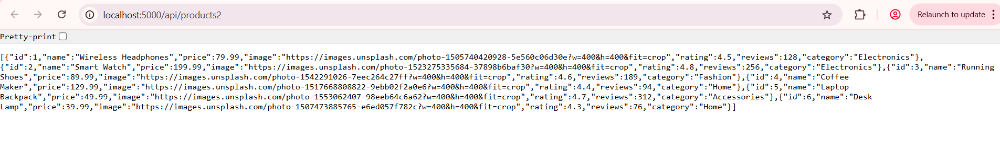 localhost:5000/api/products2
Relaunch to update
Pretty-print
[{"id":1,"name":"Wireless Headphones","price":79.99,"image":"https://images.unsplash.com/photo-1505740420928-5e560c06d30e?w=400&h=400&fit=crop","rating":4.5,"reviews":128,"category":"Electronics"},
{"id":2,"name":"Smart Watch","price":199.99,"image":"https://images.unsplash.com/photo-1523275335684-37898b6baf30?w=400&h=400&fit=crop","rating":4.8,"reviews":256,"category":"Electronics"},{"id":3,"name":"Running
Shoes","price":89.99,"image":"https://images.unsplash.com/photo-1542291026-7eec264c27ff?w=400&h=400&fit=crop","rating":4.6,"reviews":189,"category":"Fashion"},{"id":4,"name":"Coffee
Maker","price":129.99,"image":"https://images.unsplash.com/photo-1517668808822-9ebb02f2a0e6?w=400&h=400&fit=crop","rating":4.4,"reviews":94,"category":"Home"},{"id":5,"name":"Laptop
Backpack","price":49.99,"image":"https://images.unsplash.com/photo-1553062407-98eeb64c6a62?w=400&h=400&fit=crop","rating":4.7,"reviews":312,"category":"Accessories"},{"id":6,"name":"Desk
Lamp","price":39.99,"image":"https://images.unsplash.com/photo-1507473885765-e6ed057f782c?w=400&h=400&fit=crop","rating":4.3,"reviews":76,"category":"Home"}]